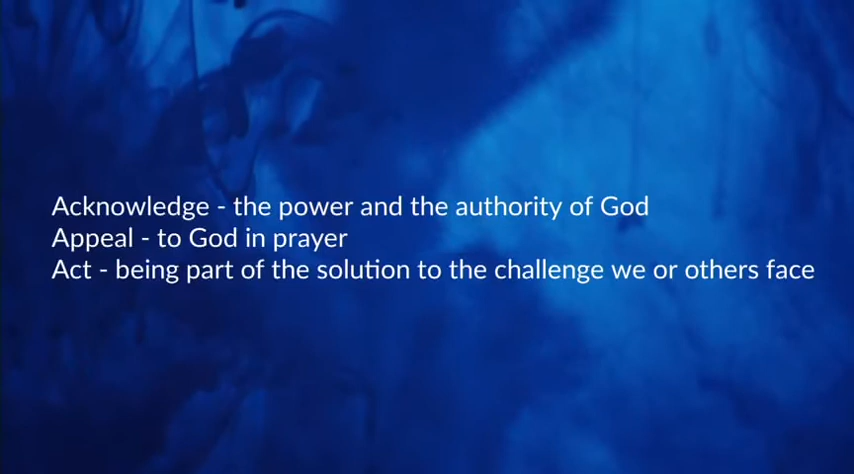 Acknowledge - the power and the authority of God
Appeal - to God in prayer
Act - being part of the solution to the challenge we or others face